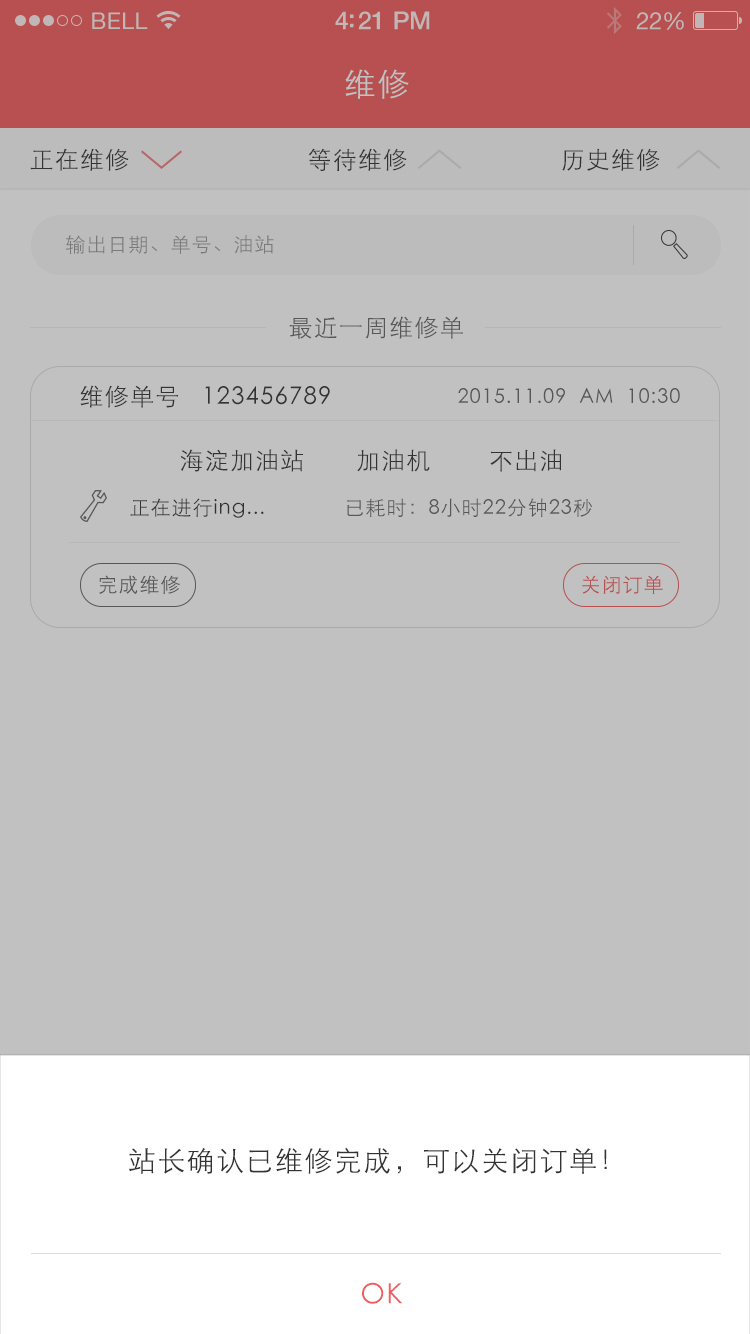 BELL 4:21 PM 22%
维修
正在维修 等待维修 历史维修
输出日期、单号、油站
最近一周维修单
维修单号 123456789 2015.11.09 AM 10:30
海淀加油站 加油机 不出油
正在进行ing... 已耗时：8小时22分钟23秒
完成维修 关闭订单
站长确认已维修完成，可以关闭订单！
OK